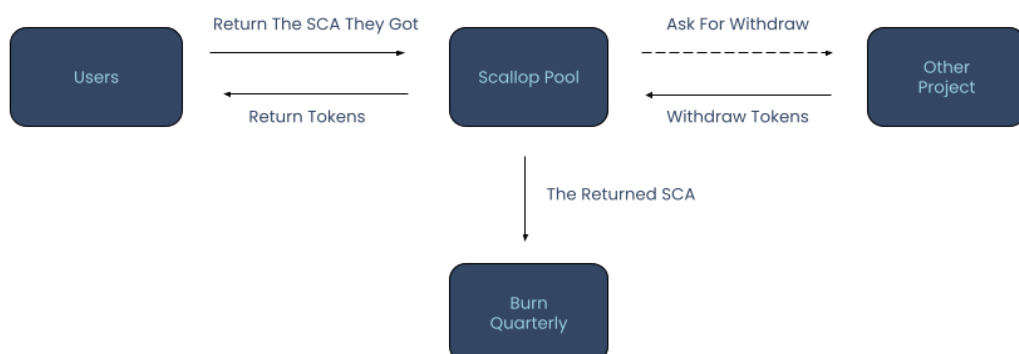 Return The SCA They Got
Ask For Withdraw
Users
Scallop Pool
Other
Project
Return Tokens
Withdraw Tokens
The Returned SCA
Burn
Quarterly